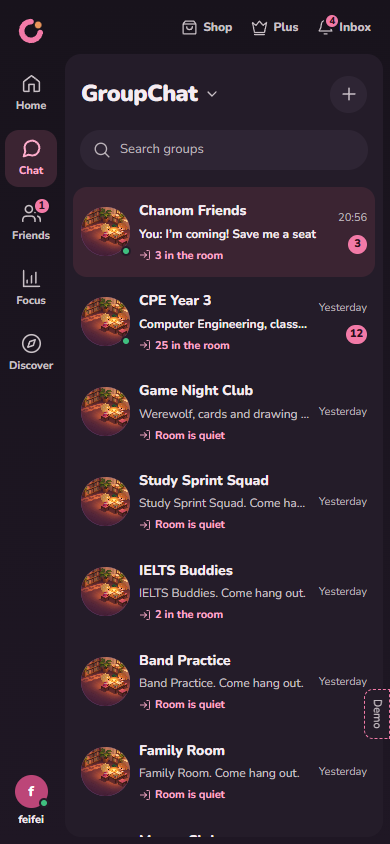 Shop
Plus
4
Inbox
Home
Chat
1
Friends
Focus
Discover
f
feifei
GroupChat
Search groups
Chanom Friends
20:56
You: I'm coming! Save me a seat
3
3 in the room
CPE Year 3
Yesterday
Computer Engineering, class...
12
25 in the room
Game Night Club
Werewolf, cards and drawing ...
Yesterday
Room is quiet
Study Sprint Squad
Study Sprint Squad. Come ha...
Yesterday
Room is quiet
IELTS Buddies
IELTS Buddies. Come hang out.
Yesterday
2 in the room
Band Practice
Band Practice. Come hang out.
Yesterday
Room is quiet
Demo
Family Room
Family Room. Come hang out.
Yesterday
Room is quiet